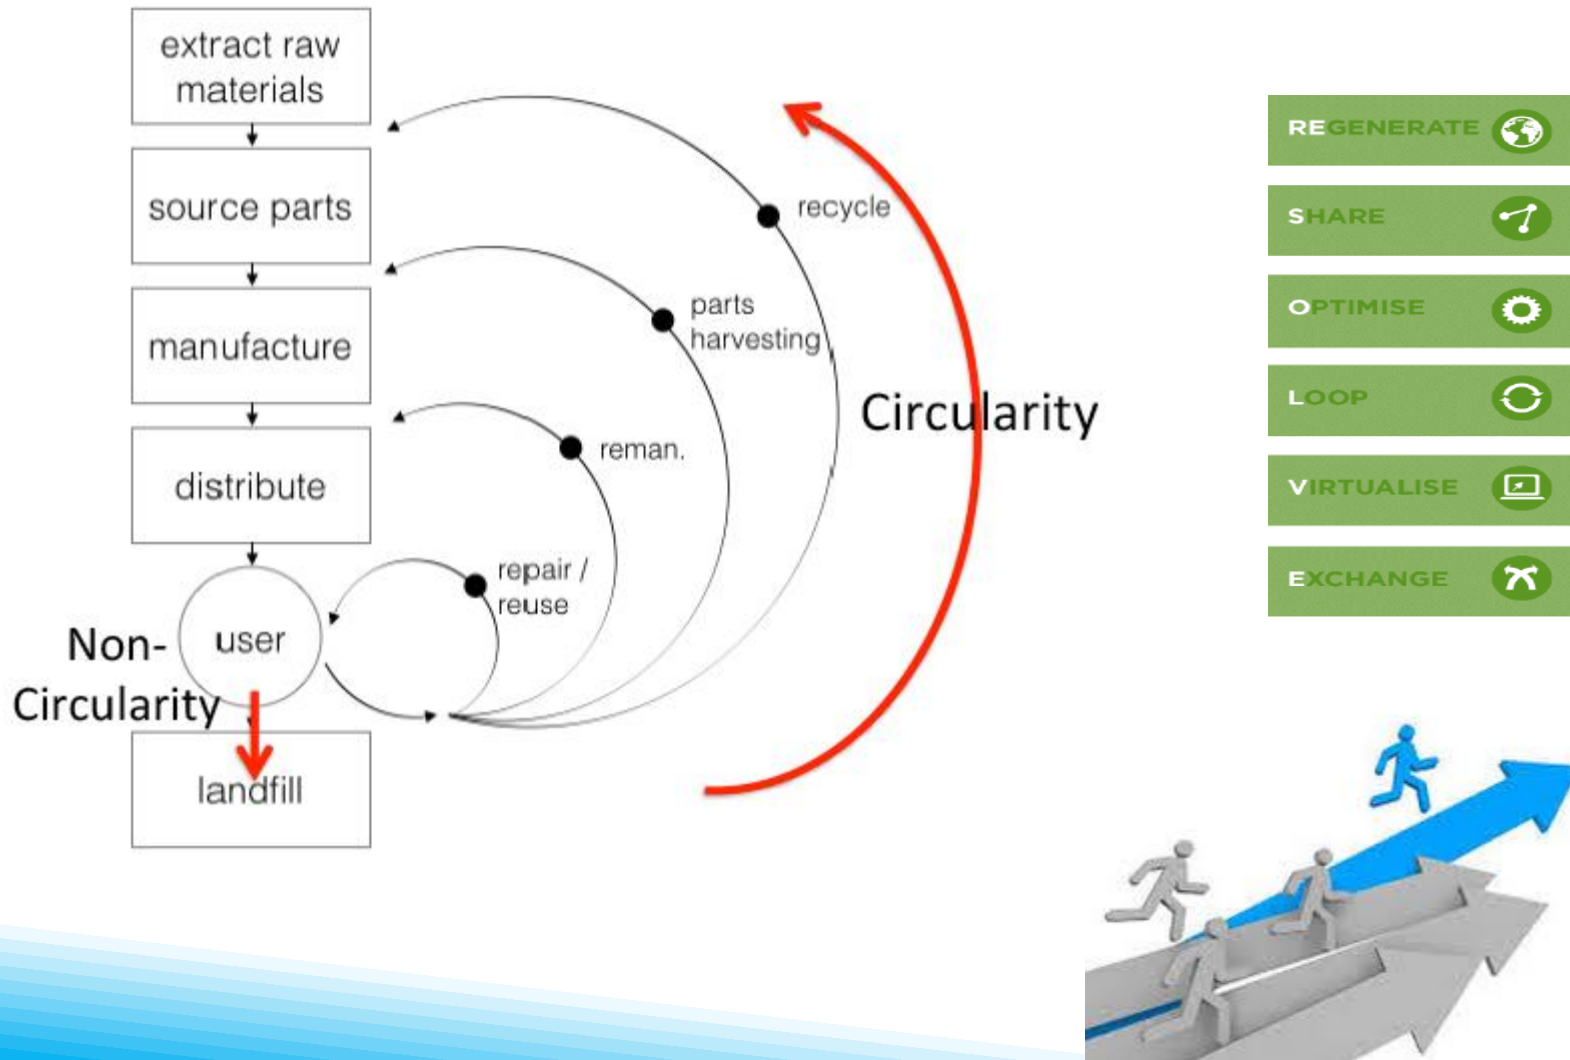 extract raw
materials
source parts
manufacture
distribute
user
landfill
recycle
parts
harvesting
reman.
repair /
reuse
Circularity
Non-
Circularity
REGENERATE
SHARE
OPTIMISE
LOOP
VIRTUALISE
EXCHANGE